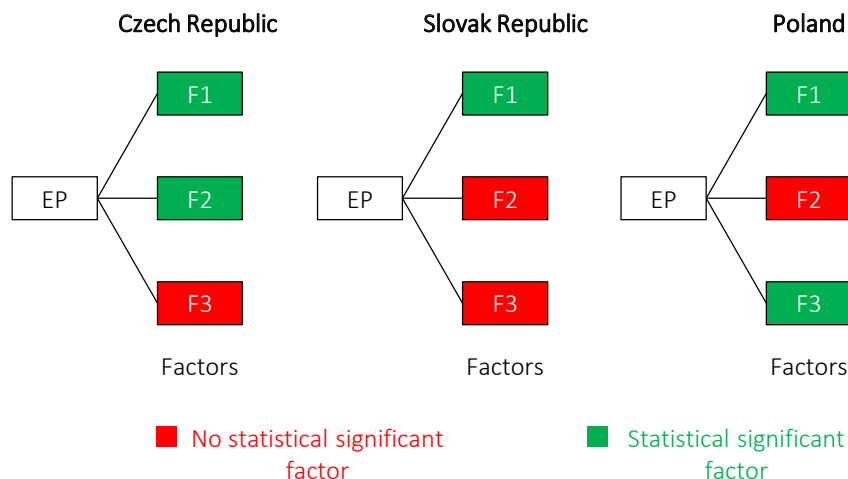 Czech Republic Slovak Republic Poland
F1 F1 F1
EP F2 EP F2 EP F2
F3 F3 F3
Factors Factors Factors
No statistical significant Statistical significant
factor factor